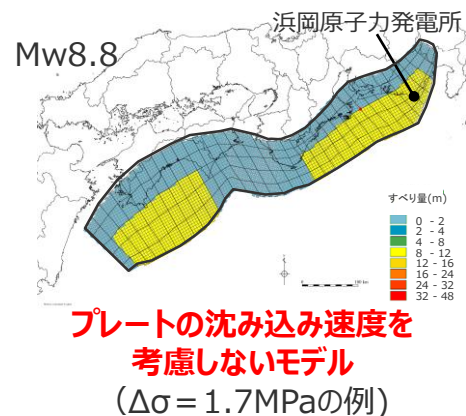 浜岡原子力発電所
Mw8.8
すべり量(m)
0 - 2
2 - 4
4 - 8
8 - 12
12 - 16
16 - 24
24 - 32
32 - 48
プレートの沈み込み速度を
考慮しないモデル
(Δσ＝1.7MPaの例)